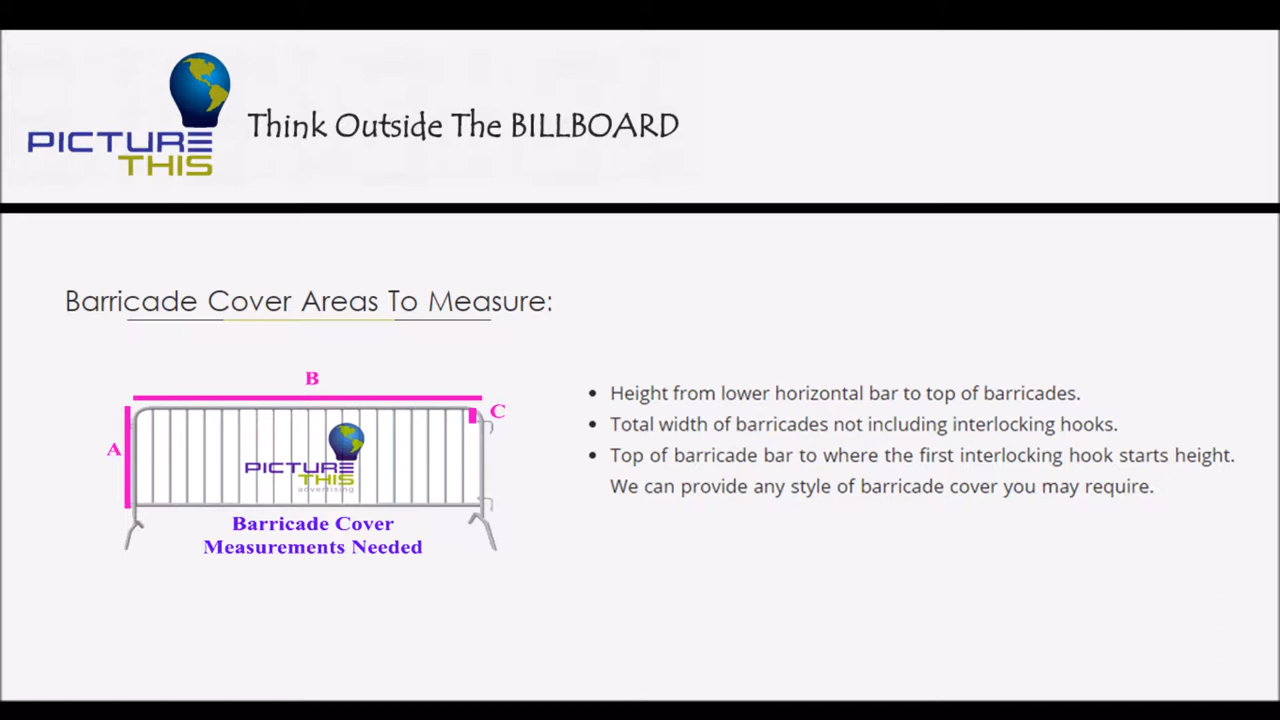 PICTURE
THIS
Think Outside The BILLBOARD
Barricade Cover Areas To Measure:
B
C
A
PICTURE
THIS
advertising
Barricade Cover
Measurements Needed
• Height from lower horizontal bar to top of barricades.
• Total width of barricades not including interlocking hooks.
• Top of barricade bar to where the first interlocking hook starts height.
We can provide any style of barricade cover you may require.